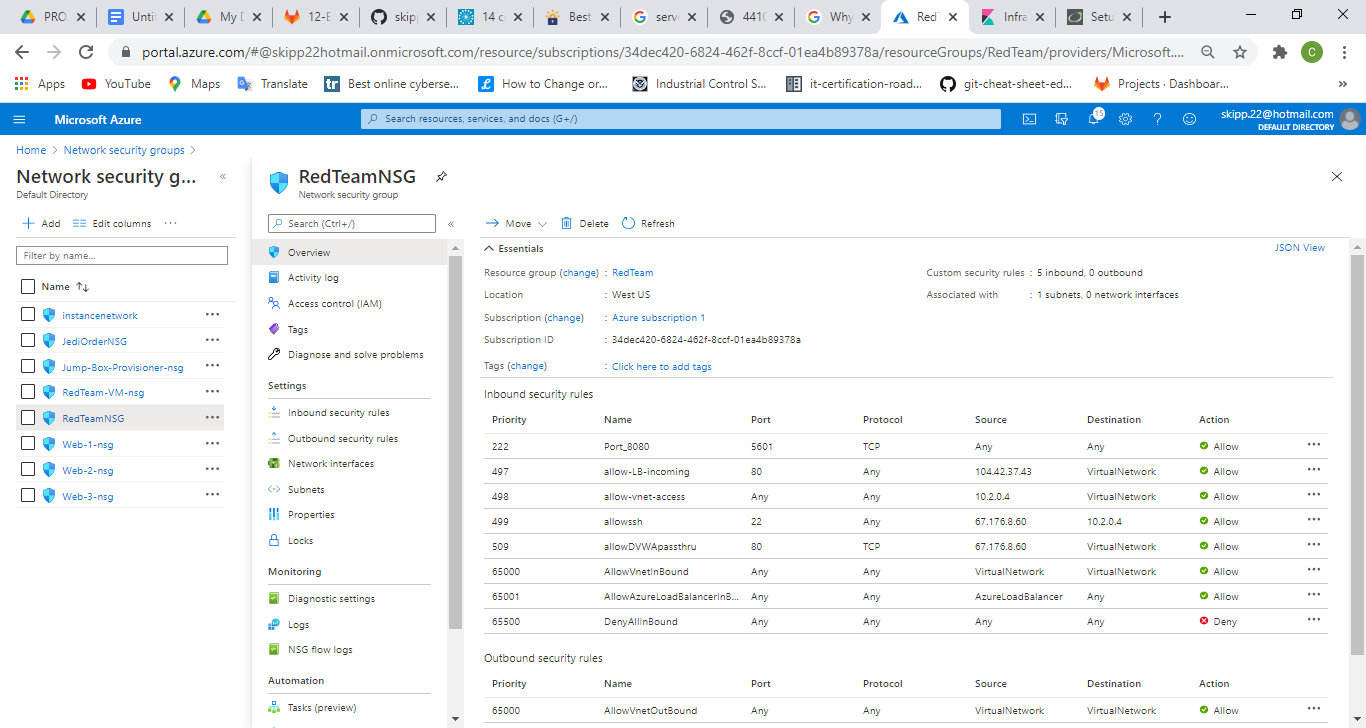 PRO. Untit My D 12-E skip 14 c Best serve 4410 Why RedT Infra Setu
portal.azure.com/#@skipp22hotmail.onmicrosoft.com/resource/subscriptions/34dec420-6824-462f-8ccf-01ea4b89378a/resourceGroups/RedTeam/providers/Microsoft.... C
Apps YouTube Maps Translate Best online cyberse... How to Change or... Industrial Control S... it-certification-road... git-cheat-sheet-ed... Projects · Dashboar... »
Microsoft Azure Search resources, services, and docs (G+/) 15 skipp.22@hotmail.com
DEFAULT DIRECTORY
Home > Network security groups >
Network security g... «
Default Directory
+ Add Edit columns ···
Filter by name...
Name ↑↓
instancenetwork ···
JediOrderNSG ···
Jump-Box-Provisioner-nsg ···
RedTeam-VM-nsg ···
RedTeamNSG ···
Web-1-nsg ···
Web-2-nsg ···
Web-3-nsg ···
RedTeamNSG
Network security group
Search (Ctrl+/) «
Overview
Activity log
Access control (IAM)
Tags
Diagnose and solve problems
Settings
Inbound security rules
Outbound security rules
Network interfaces
Subnets
Properties
Locks
Monitoring
Diagnostic settings
Logs
NSG flow logs
Automation
Tasks (preview)
Move Delete Refresh
Essentials JSON View
Resource group (change) : RedTeam Custom security rules : 5 inbound, 0 outbound
Location : West US Associated with : 1 subnets, 0 network interfaces
Subscription (change) : Azure subscription 1
Subscription ID : 34dec420-6824-462f-8ccf-01ea4b89378a
Tags (change) : Click here to add tags
Inbound security rules
Priority Name Port Protocol Source Destination Action
222 Port_8080 5601 TCP Any Any Allow ···
497 allow-LB-incoming 80 Any 104.42.37.43 VirtualNetwork Allow ···
498 allow-vnet-access Any Any 10.2.0.4 VirtualNetwork Allow ···
499 allowssh 22 Any 67.176.8.60 10.2.0.4 Allow ···
509 allowDVWApassthru 80 TCP 67.176.8.60 VirtualNetwork Allow ···
65000 AllowVnetInBound Any Any VirtualNetwork VirtualNetwork Allow ···
65001 AllowAzureLoadBalancerInB... Any Any AzureLoadBalancer Any Allow ···
65500 DenyAllInBound Any Any Any Any Deny ···
Outbound security rules
Priority Name Port Protocol Source Destination Action
65000 AllowVnetOutBound Any Any VirtualNetwork VirtualNetwork Allow ···